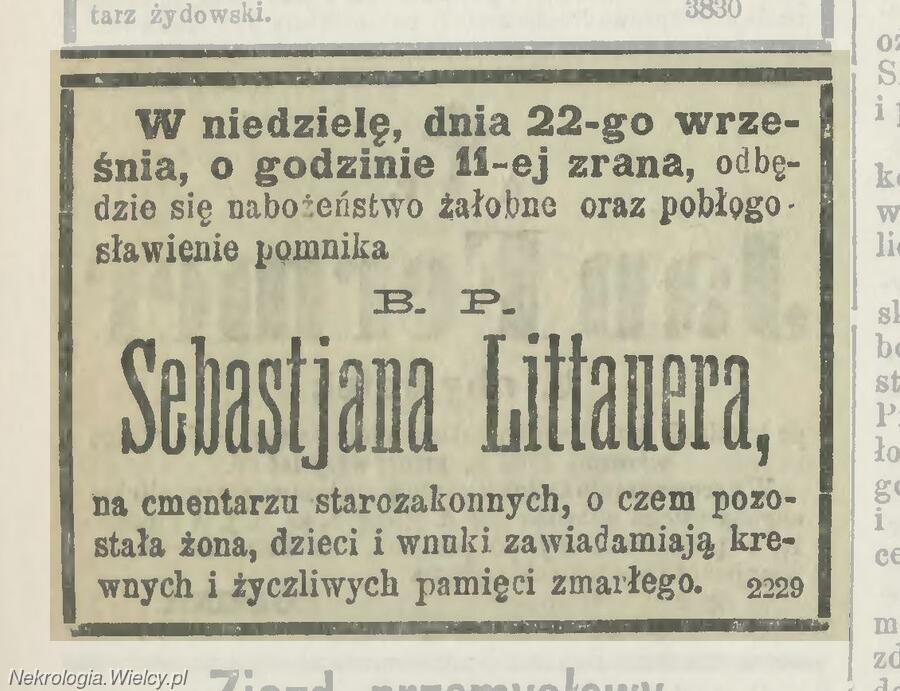 tarz żydowski. 3830
W niedzielę, dnia 22-go wrze-
śnia, o godzinie 11-ej zrana, odbę-
dzie się nabożeństwo żałobne oraz pobłogo-
sławienie pomnika
B. P.
Sebastjana Littauera,
na cmentarzu starozakonnych, o czem pozo-
stała żona, dzieci i wnuki zawiadamiają kre-
wnych i życzliwych pamięci zmarłego. 2229
Nekrologia.Wielcy.pl